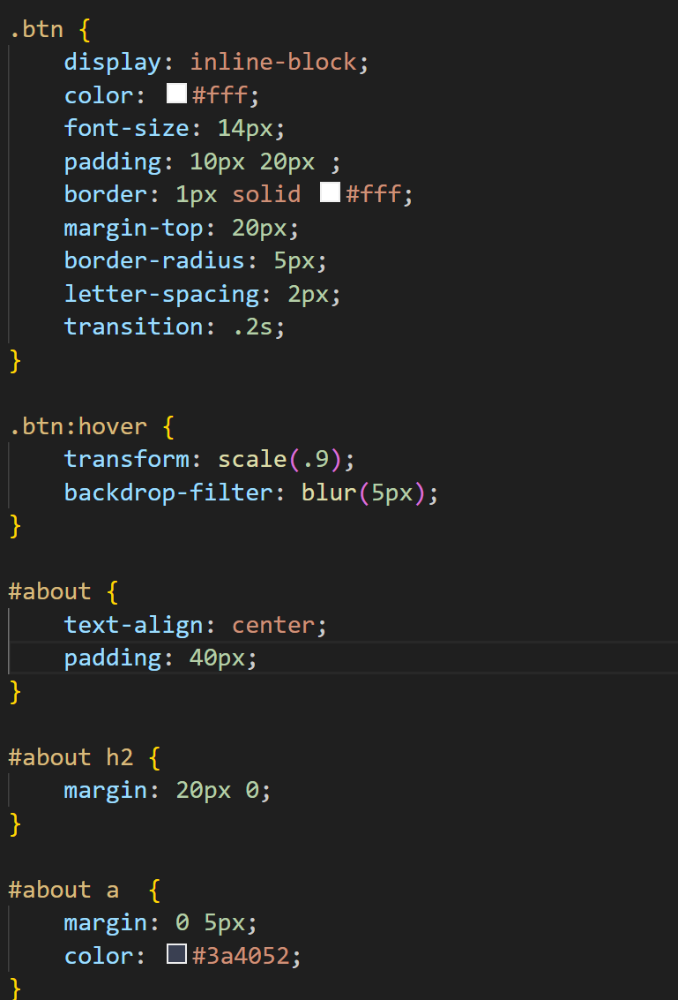 .btn {
    display: inline-block;
    color: #fff;
    font-size: 14px;
    padding: 10px 20px ;
    border: 1px solid #fff;
    margin-top: 20px;
    border-radius: 5px;
    letter-spacing: 2px;
    transition: .2s;
}

.btn:hover {
    transform: scale(.9);
    backdrop-filter: blur(5px);
}

#about {
    text-align: center;
    padding: 40px;
}

#about h2 {
    margin: 20px 0;
}

#about a  {
    margin: 0 5px;
    color: #3a4052;
}